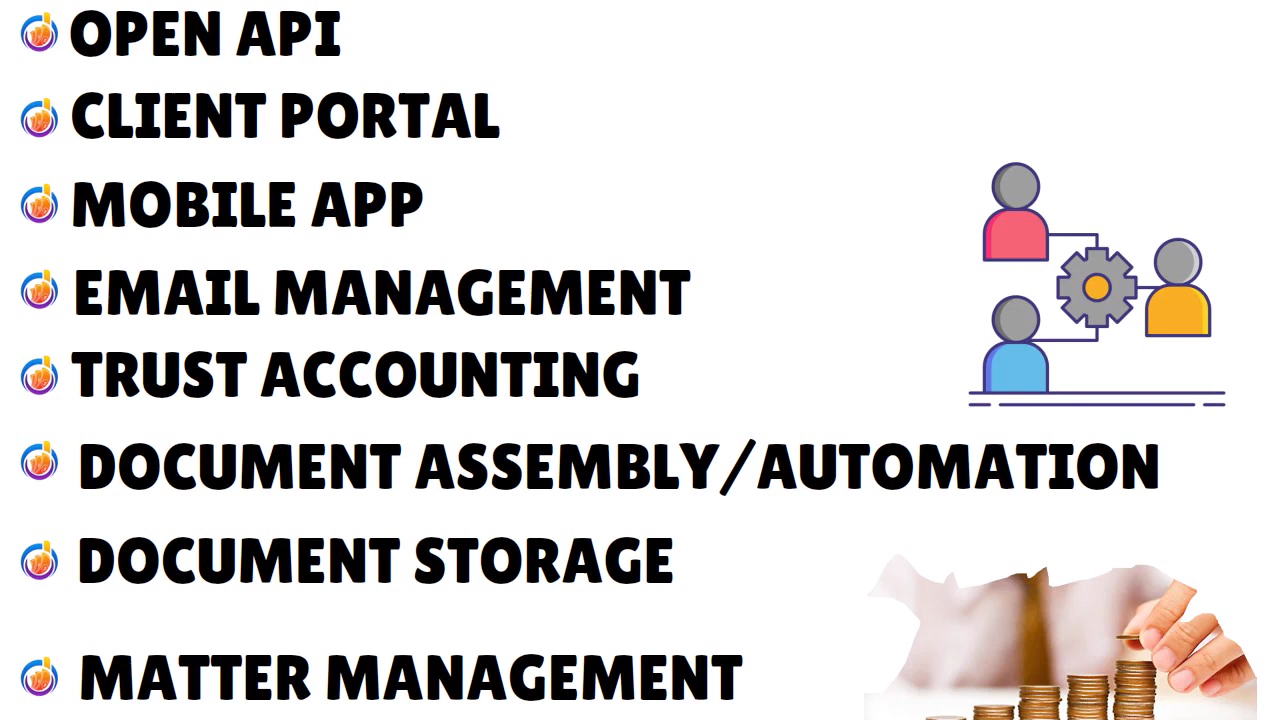 OPEN API
CLIENT PORTAL
MOBILE APP
EMAIL MANAGEMENT
TRUST ACCOUNTING
DOCUMENT ASSEMBLY/AUTOMATION
DOCUMENT STORAGE
MATTER MANAGEMENT